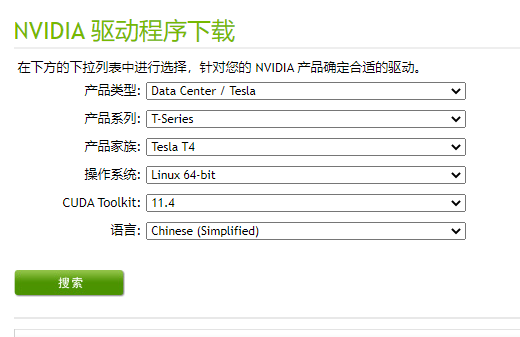 NVIDIA 驱动程序下载
在下方的下拉列表中进行选择，针对您的 NVIDIA 产品确定合适的驱动。
产品类型: Data Center / Tesla
产品系列: T-Series
产品家族: Tesla T4
操作系统: Linux 64-bit
CUDA Toolkit: 11.4
语言: Chinese (Simplified)
搜索